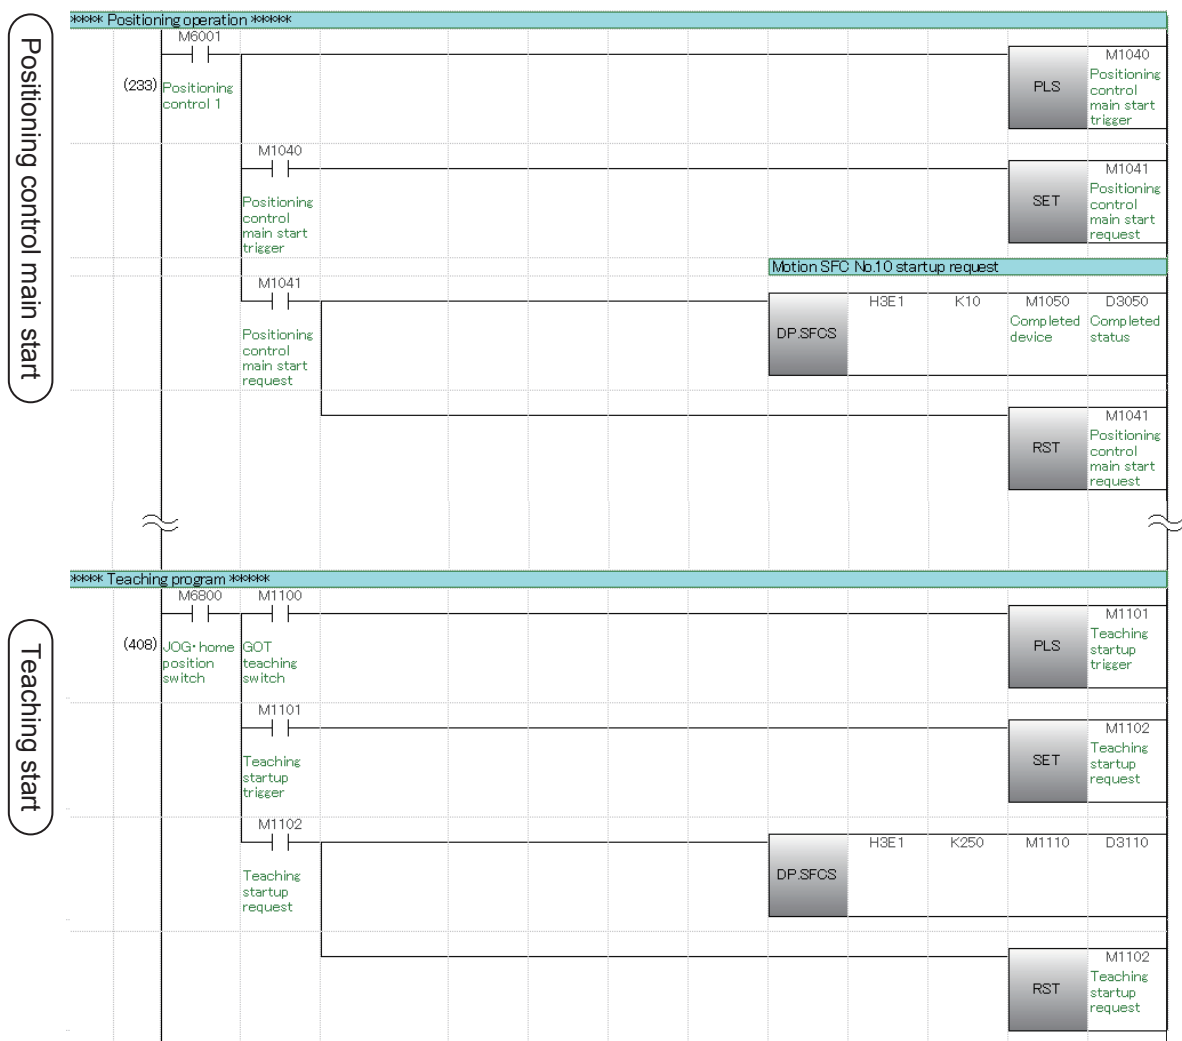 Positioning control main start
***** Positioning operation ******
M6001
(233)
Positioning
control 1
PLS
M1040
Positioning
control
main start
trigger
M1040
Positioning
control
main start
trigger
SET
M1041
Positioning
control
main start
request
Motion SFC No.10 startup request
M1041
Positioning
control
main start
request
DP.SFCS
H3E1
K10
M1050
Completed
device
D3050
Completed
status
RST
M1041
Positioning
control
main start
request
Teaching start
***** Teaching program ******
M6800
M1100
(408)
JOG・home
position
switch
GOT
teaching
switch
PLS
M1101
Teaching
startup
trigger
M1101
Teaching
startup
trigger
SET
M1102
Teaching
startup
request
M1102
Teaching
startup
request
DP.SFCS
H3E1
K250
M1110
D3110
RST
M1102
Teaching
startup
request